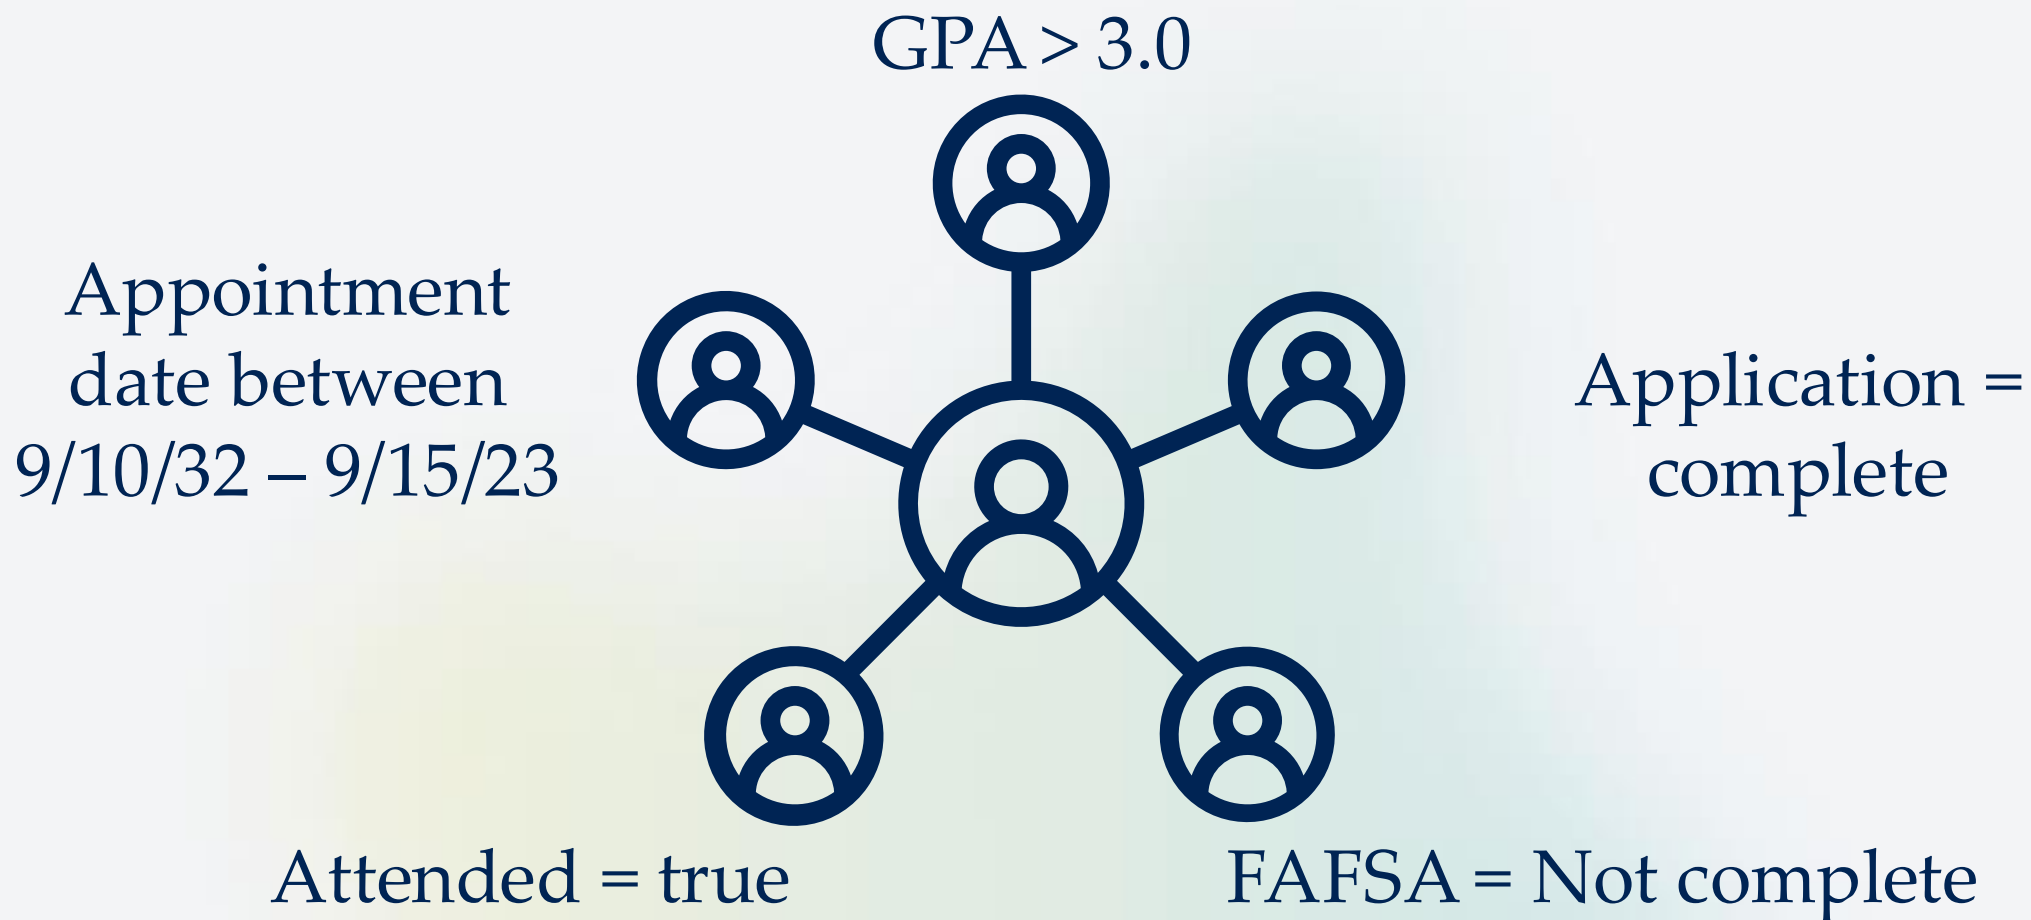 GPA > 3.0
Appointment
date between
9/10/32 – 9/15/23
Application =
complete
Attended = true
FAFSA = Not complete